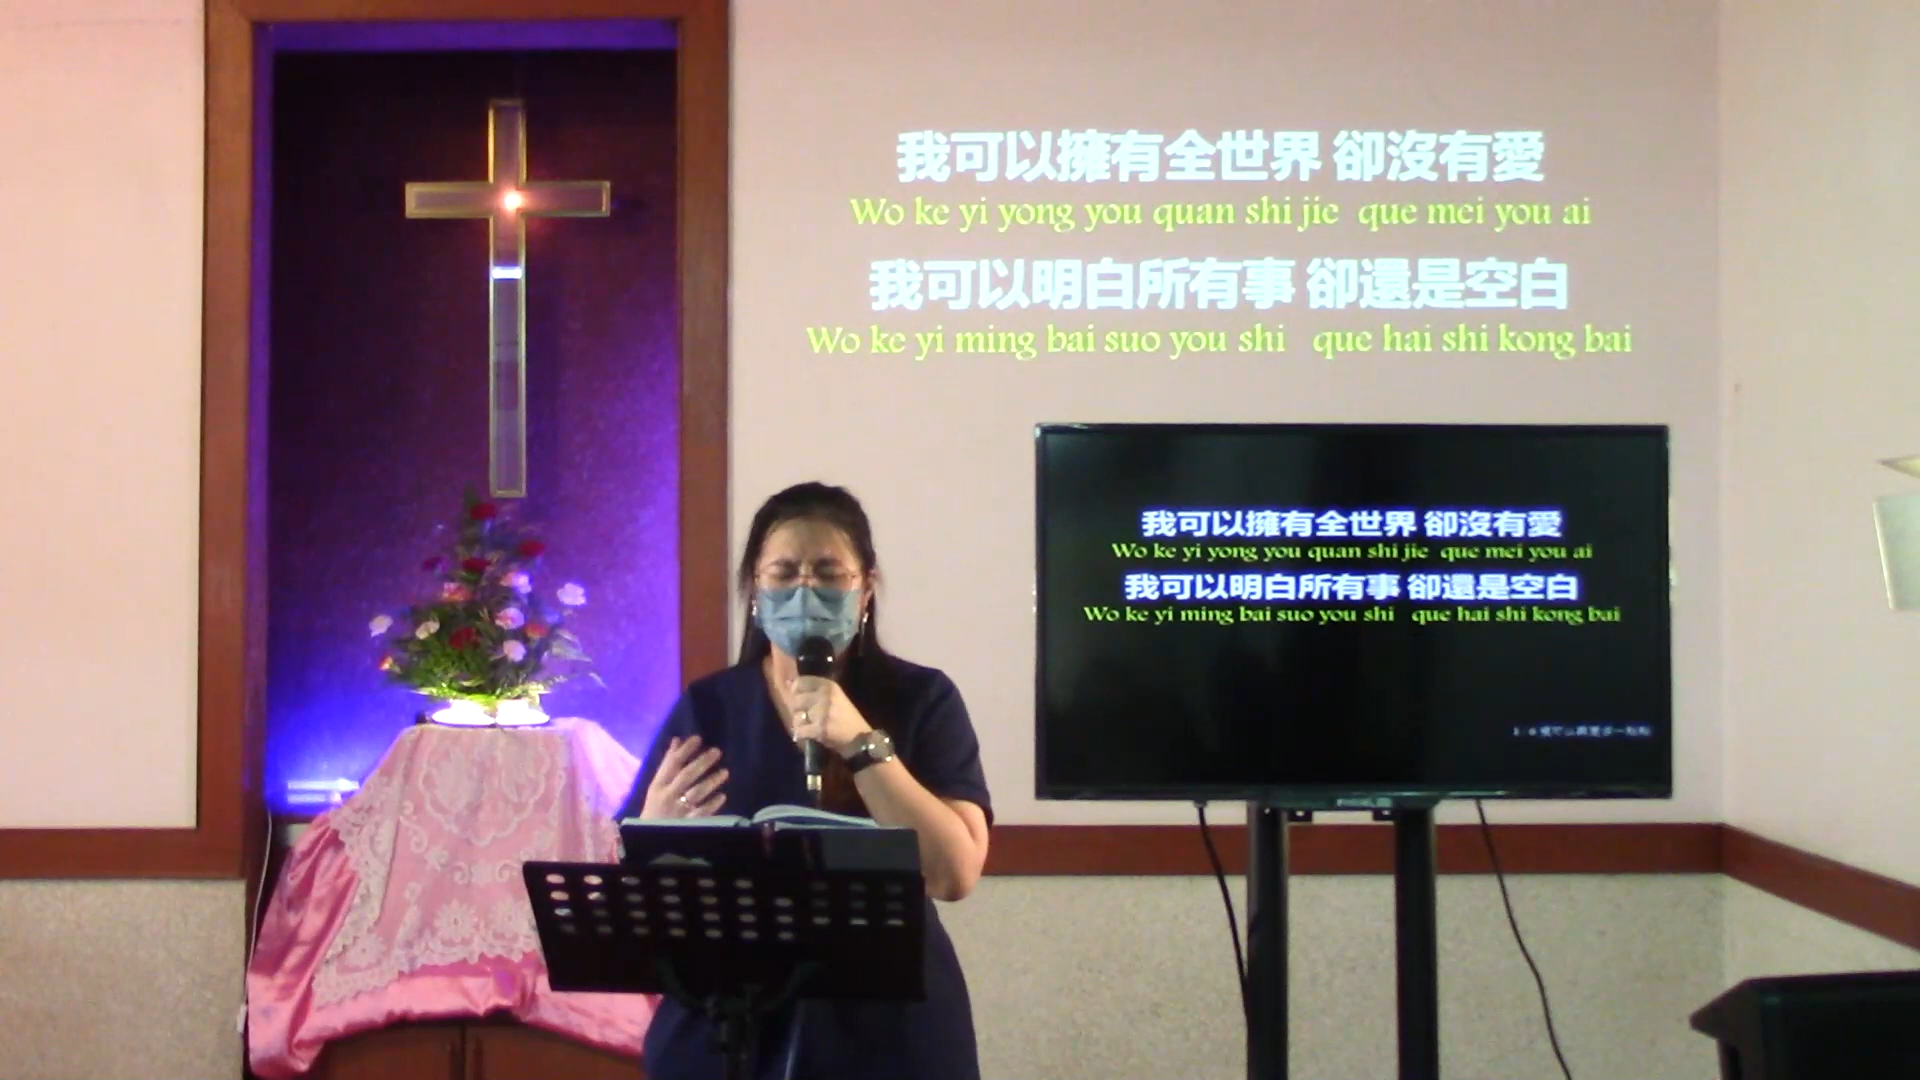 我可以擁有全世界 卻沒有愛
Wo ke yi yong you quan shi jie que mei you ai
我可以明白所有事 卻還是空白
Wo ke yi ming bai suo you shi que hai shi kong bai
我可以擁有全世界 卻沒有愛
Wo ke yi yong you quan shi jie que mei you ai
我可以明白所有事 卻還是空白
Wo ke yi ming bai suo you shi que hai shi kong bai